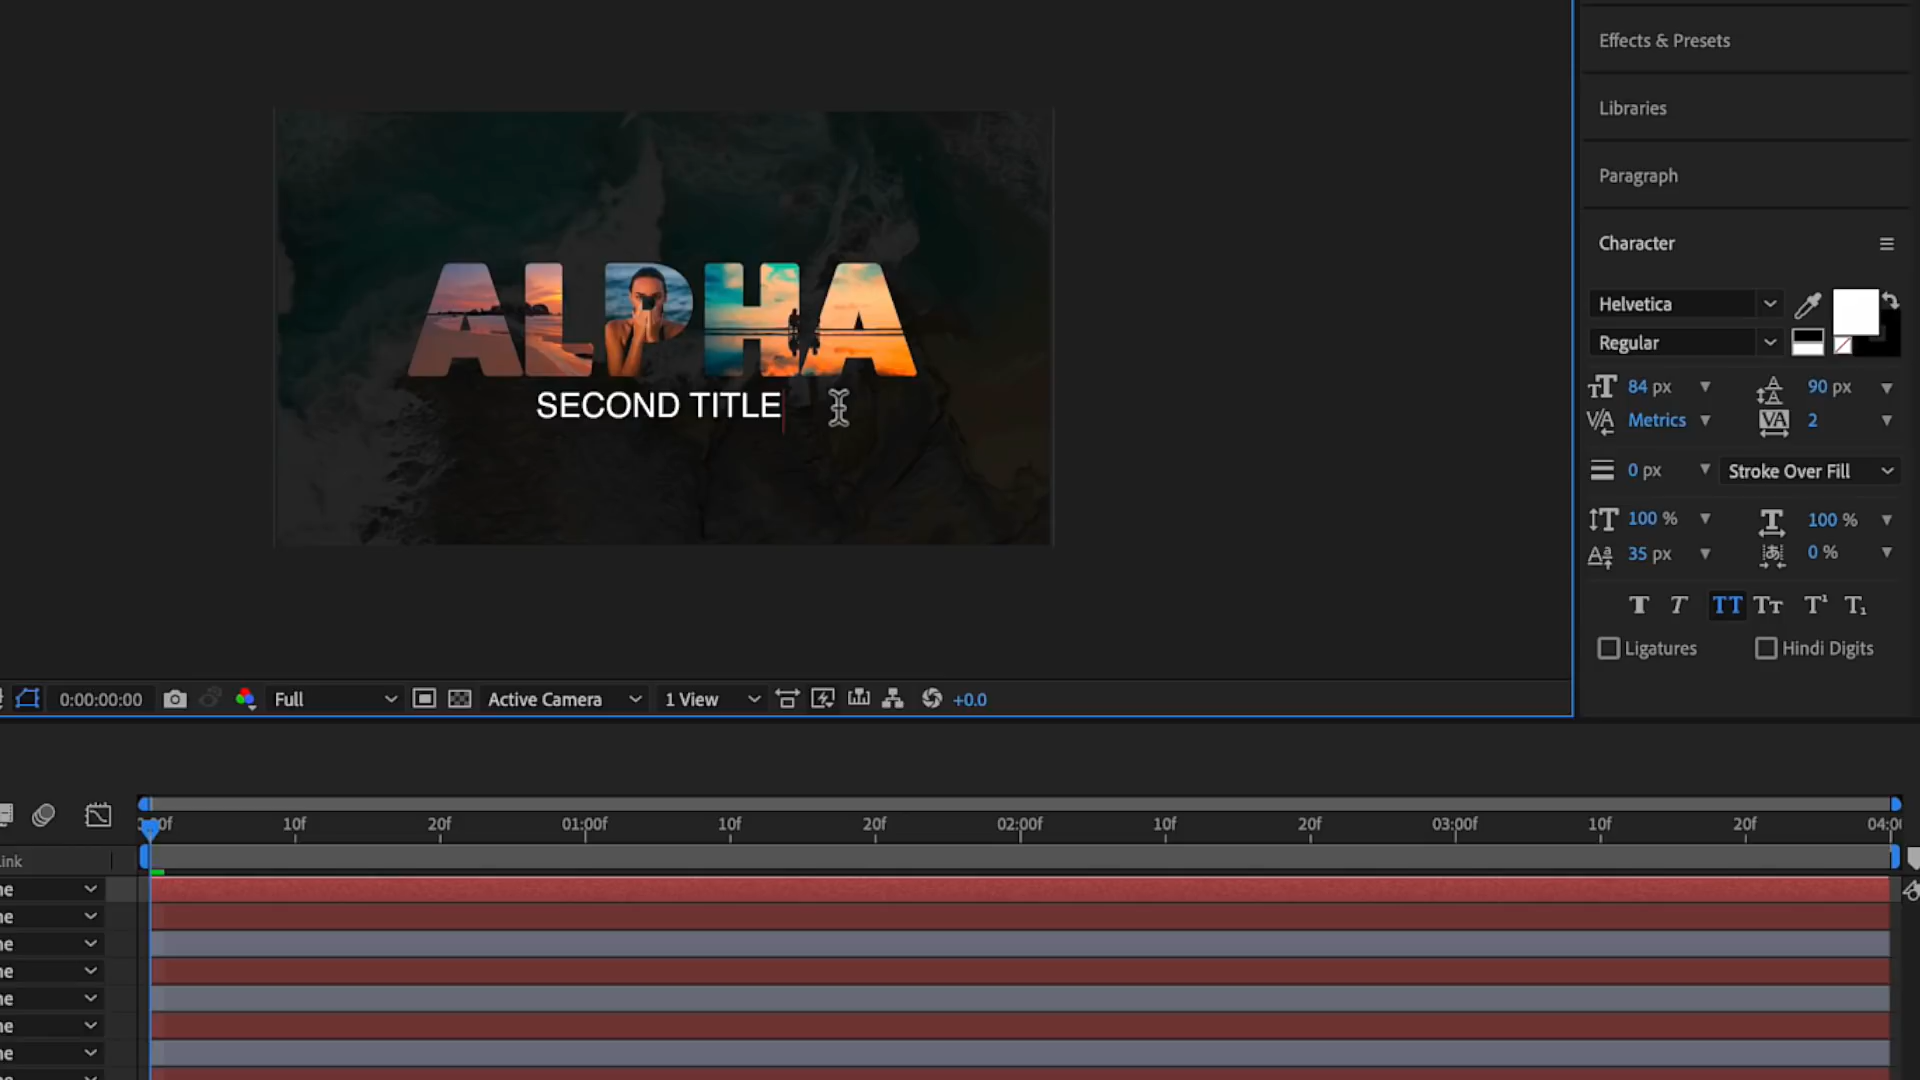 Effects & Presets
Libraries
Paragraph
Character
Helvetica
Regular
84 px
90 px
Metrics
2
0 px
Stroke Over Fill
100 %
100 %
35 px
0 %
Ligatures
Hindi Digits
ALPHA
SECOND TITLE
0:00:00:00
Full
Active Camera
1 View
+0.0
10f
20f
01:00f
10f
20f
02:00f
10f
20f
03:00f
10f
20f